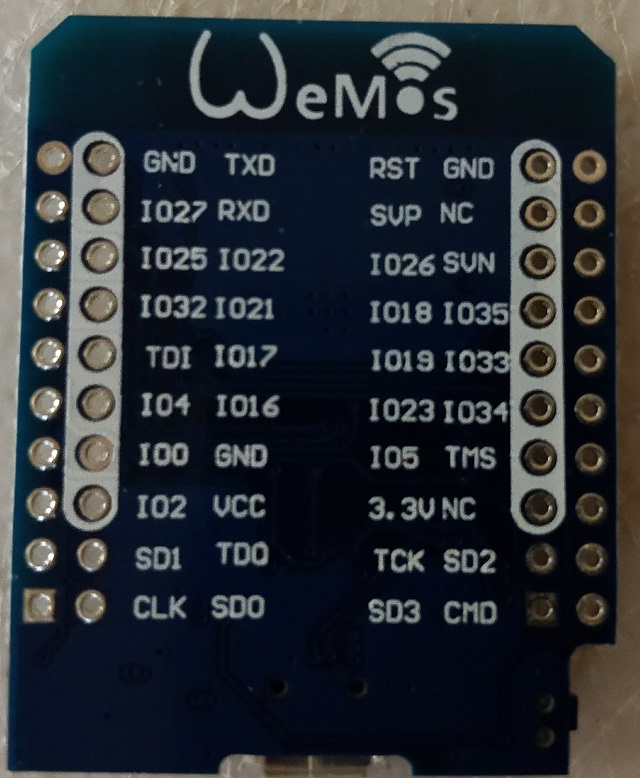 WeMos
GND TXD RST GND
IO27 RXD SVP NC
IO25 IO22 IO26 SVN
IO32 IO21 IO18 IO35
TDI IO17 IO19 IO33
IO4 IO16 IO23 IO34
IO0 GND IO5 TMS
IO2 VCC 3.3V NC
SD1 TDO TCK SD2
CLK SD0 SD3 CMD